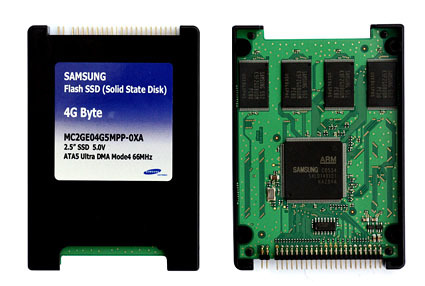 SAMSUNG
Flash SSD (Solid State Disk)
4G Byte
MC2GE04G5MPP-0XA
2.5" SSD 5.0V
ATA5 Ultra DMA Mode4 66MHz
SAMSUNG
ARM
SAMSUNG